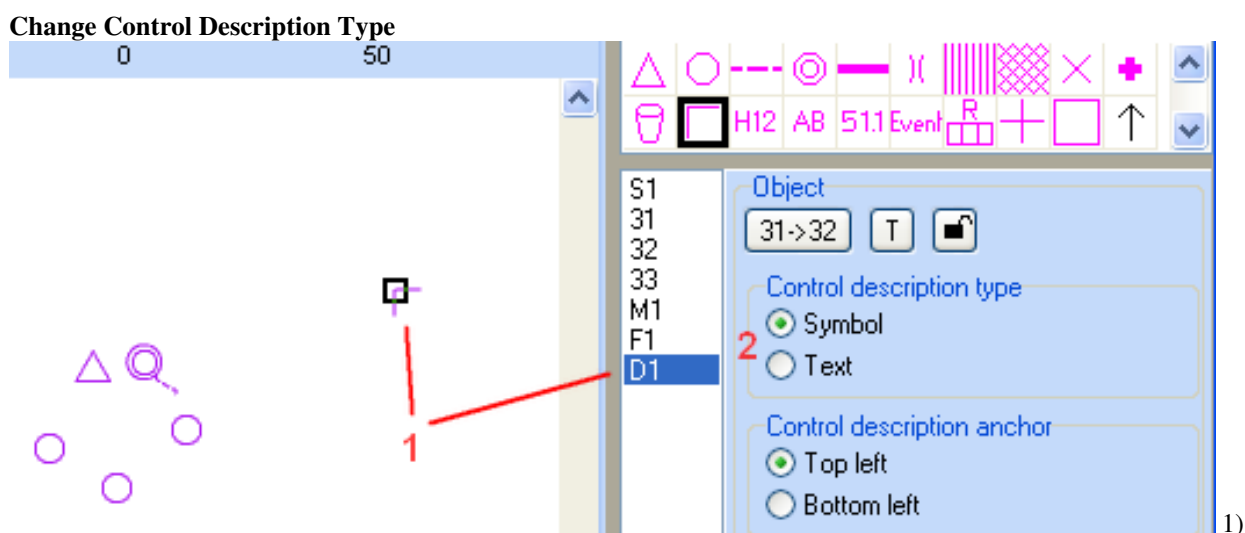 Change Control Description Type
0 50
H12 AB 51.1 Event R
S1
31
32
33
M1
F1
D1
Object
31->32 T
Control description type
Symbol
2
Text
Control description anchor
Top left
Bottom left
1
1)